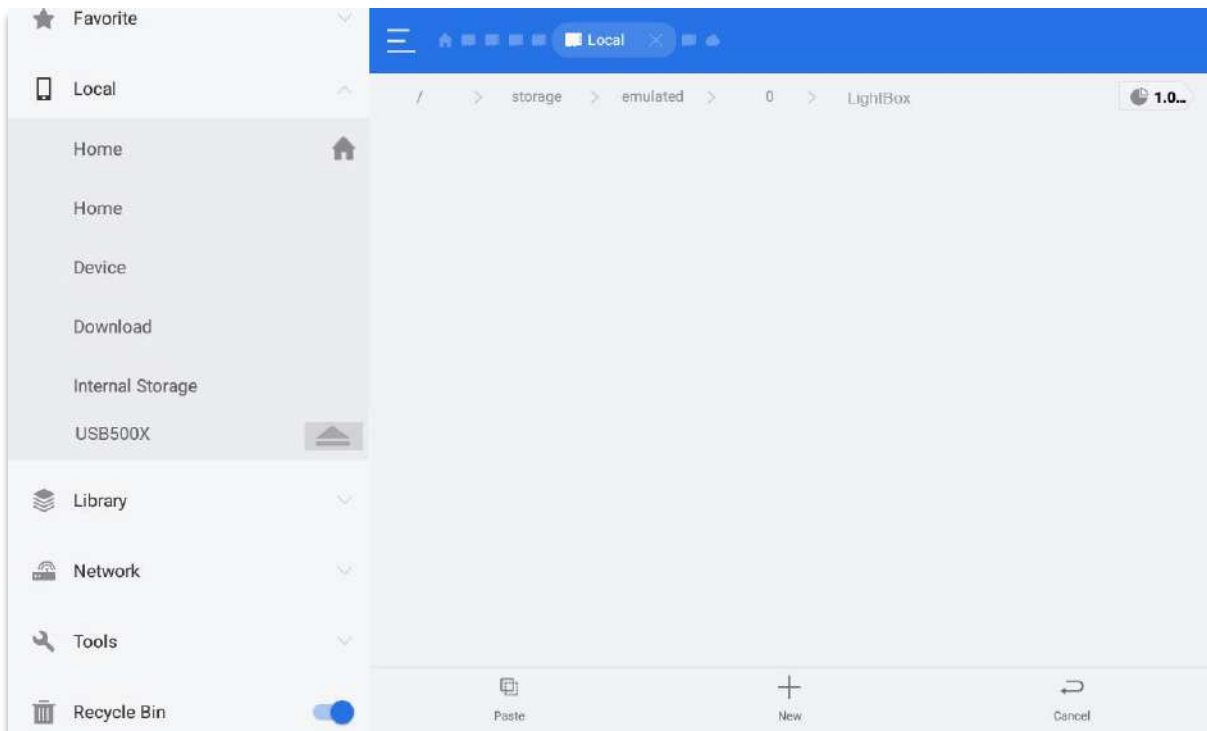 Favorite
Local
Home
Home
Device
Download
Internal Storage
USB500X
Library
Network
Tools
Recycle Bin
Local
/ > storage > emulated > 0 > LightBox
1.0...
Paste
New
Cancel